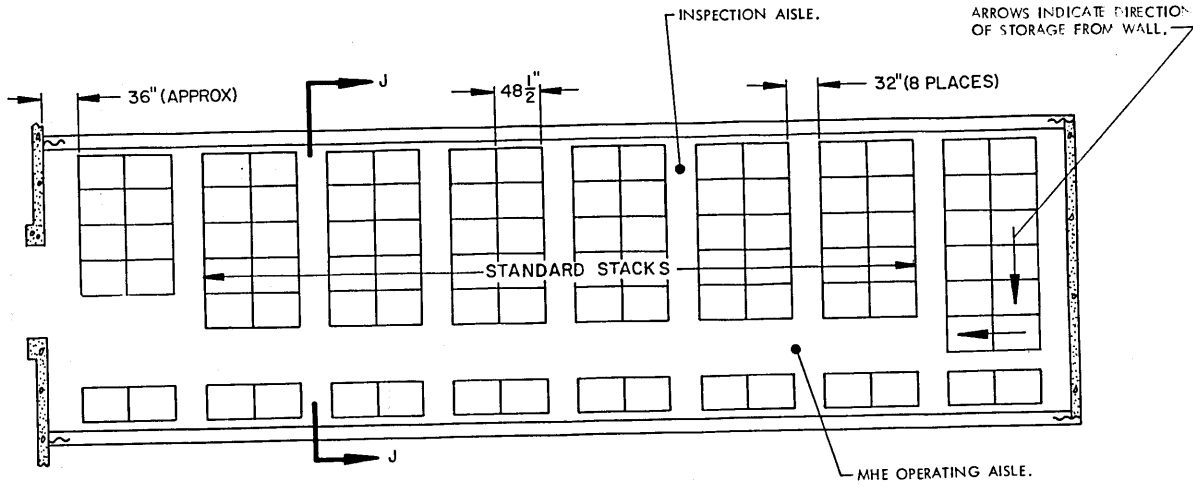 INSPECTION AISLE.
ARROWS INDICATE DIRECTION
OF STORAGE FROM WALL.
J
36" (APPROX)
48 1/2"
32" (8 PLACES)
STANDARD STACKS
J
MHE OPERATING AISLE.